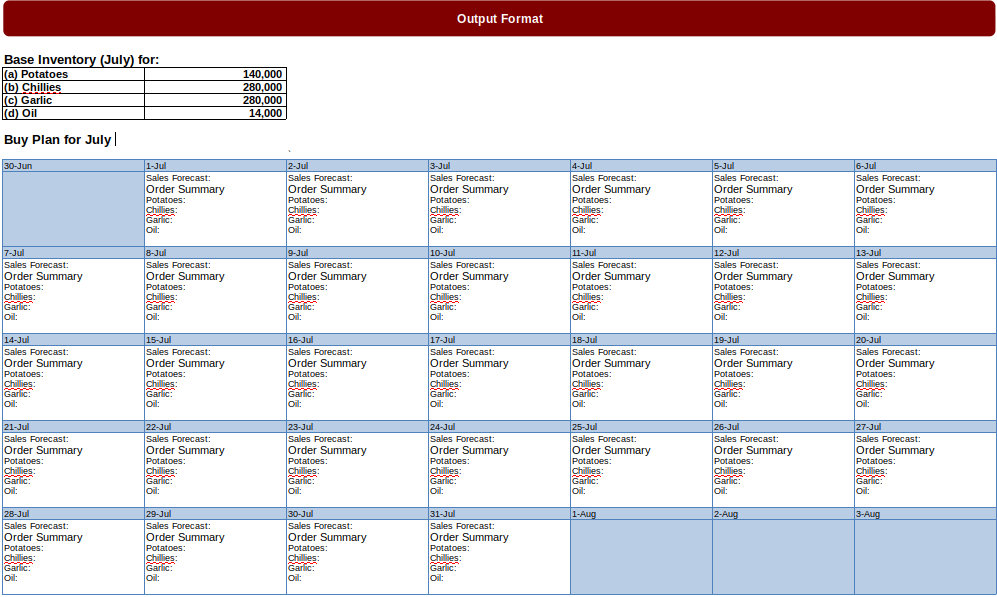 Output Format
Base Inventory (July) for:
(a) Potatoes 140,000
(b) Chillies 280,000
(c) Garlic 280,000
(d) Oil 14,000
Buy Plan for July
30-Jun 1-Jul 2-Jul 3-Jul 4-Jul 5-Jul 6-Jul
Sales Forecast: Sales Forecast: Sales Forecast: Sales Forecast: Sales Forecast: Sales Forecast:
Order Summary Order Summary Order Summary Order Summary Order Summary Order Summary
Potatoes: Potatoes: Potatoes: Potatoes: Potatoes: Potatoes:
Chillies: Chillies: Chillies: Chillies: Chillies: Chillies:
Garlic: Garlic: Garlic: Garlic: Garlic: Garlic:
Oil: Oil: Oil: Oil: Oil: Oil:
7-Jul 8-Jul 9-Jul 10-Jul 11-Jul 12-Jul 13-Jul
Sales Forecast: Sales Forecast: Sales Forecast: Sales Forecast: Sales Forecast: Sales Forecast: Sales Forecast:
Order Summary Order Summary Order Summary Order Summary Order Summary Order Summary Order Summary
Potatoes: Potatoes: Potatoes: Potatoes: Potatoes: Potatoes: Potatoes:
Chillies: Chillies: Chillies: Chillies: Chillies: Chillies: Chillies:
Garlic: Garlic: Garlic: Garlic: Garlic: Garlic: Garlic:
Oil: Oil: Oil: Oil: Oil: Oil: Oil:
14-Jul 15-Jul 16-Jul 17-Jul 18-Jul 19-Jul 20-Jul
Sales Forecast: Sales Forecast: Sales Forecast: Sales Forecast: Sales Forecast: Sales Forecast: Sales Forecast:
Order Summary Order Summary Order Summary Order Summary Order Summary Order Summary Order Summary
Potatoes: Potatoes: Potatoes: Potatoes: Potatoes: Potatoes: Potatoes:
Chillies: Chillies: Chillies: Chillies: Chillies: Chillies: Chillies:
Garlic: Garlic: Garlic: Garlic: Garlic: Garlic: Garlic:
Oil: Oil: Oil: Oil: Oil: Oil: Oil:
21-Jul 22-Jul 23-Jul 24-Jul 25-Jul 26-Jul 27-Jul
Sales Forecast: Sales Forecast: Sales Forecast: Sales Forecast: Sales Forecast: Sales Forecast: Sales Forecast:
Order Summary Order Summary Order Summary Order Summary Order Summary Order Summary Order Summary
Potatoes: Potatoes: Potatoes: Potatoes: Potatoes: Potatoes: Potatoes:
Chillies: Chillies: Chillies: Chillies: Chillies: Chillies: Chillies:
Garlic: Garlic: Garlic: Garlic: Garlic: Garlic: Garlic:
Oil: Oil: Oil: Oil: Oil: Oil: Oil:
28-Jul 29-Jul 30-Jul 31-Jul 1-Aug 2-Aug 3-Aug
Sales Forecast: Sales Forecast: Sales Forecast: Sales Forecast:
Order Summary Order Summary Order Summary Order Summary
Potatoes: Potatoes: Potatoes: Potatoes:
Chillies: Chillies: Chillies: Chillies:
Garlic: Garlic: Garlic: Garlic:
Oil: Oil: Oil: Oil: